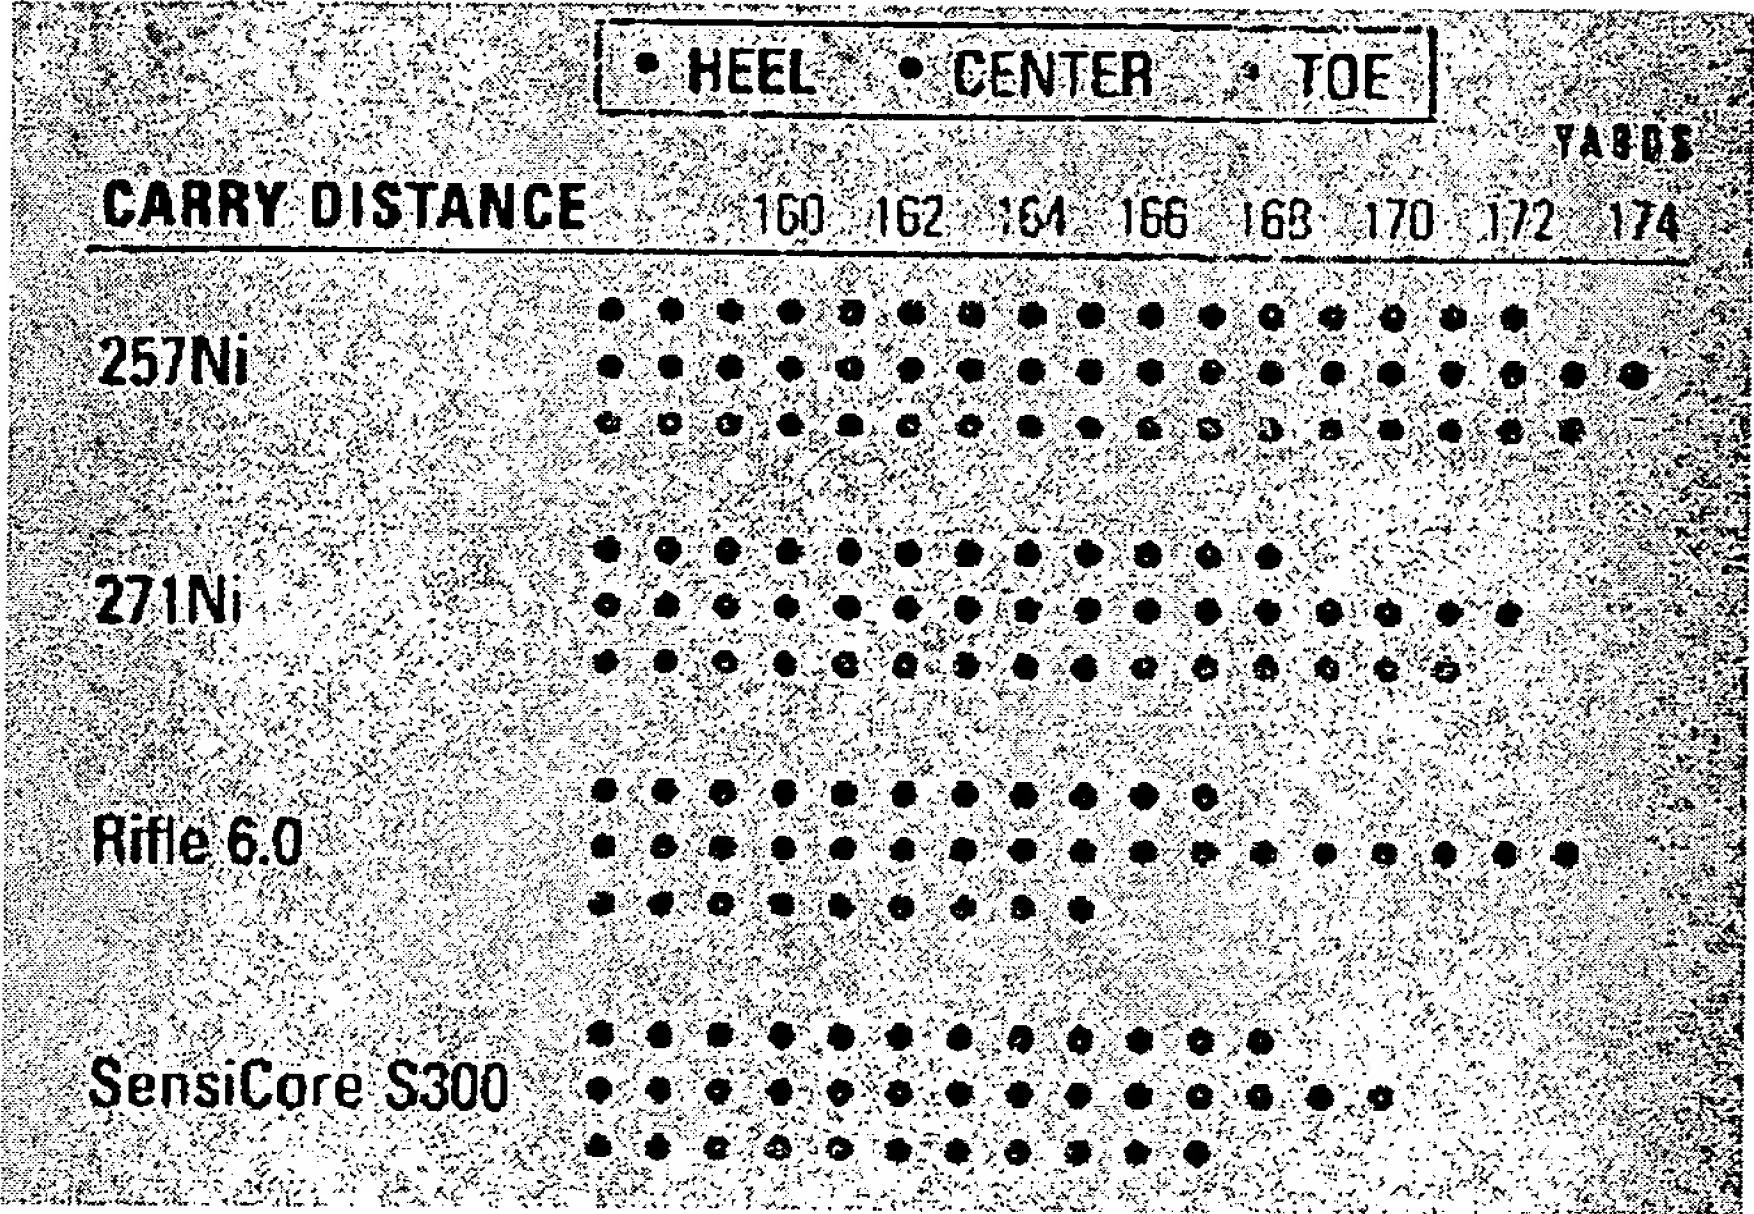 • HEEL • CENTER • TOE
YARDS
CARRY DISTANCE 160 162 164 166 168 170 172 174
257Ni
271Ni
Rifle 6.0
SensiCore S300